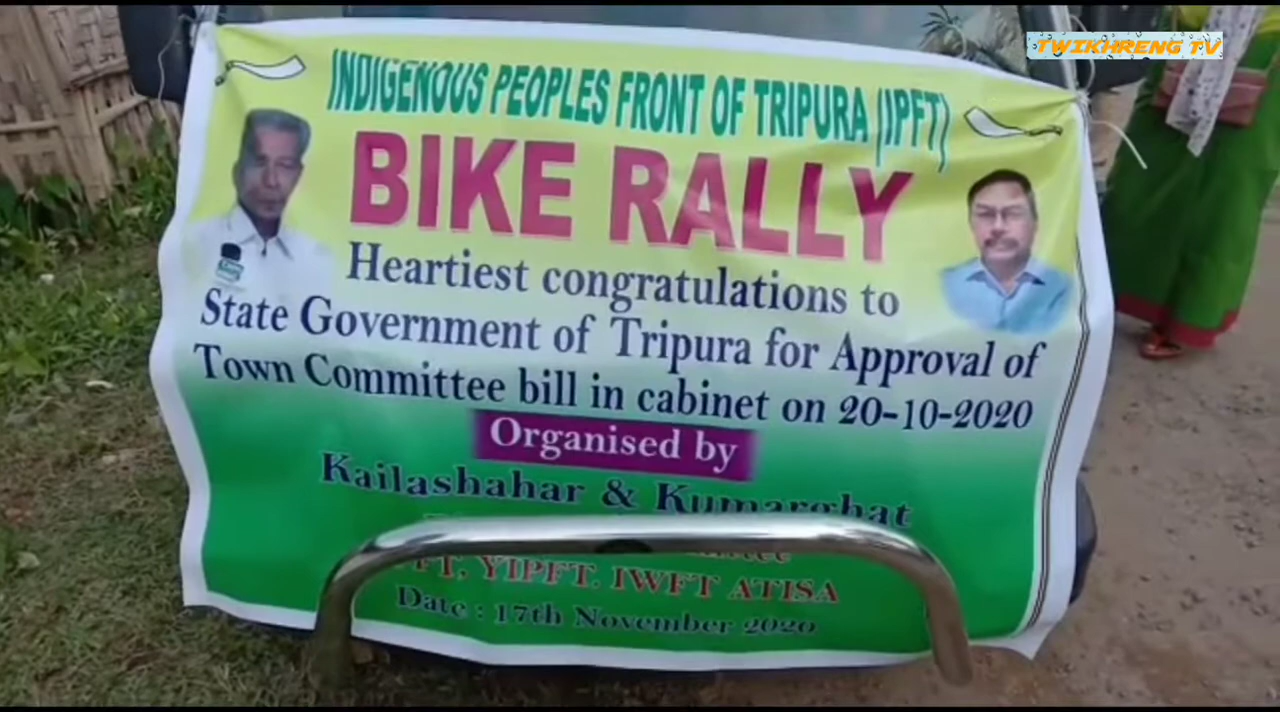 TWIKHRENG TV
INDIGENOUS PEOPLES FRONT OF TRIPURA (IPFT)
BIKE RALLY
Heartiest congratulations to
State Government of Tripura for Approval of
Town Committee bill in cabinet on 20-10-2020
Organised by
Kailashahar & Kumarghat
YIPFT. IWFT ATISA
Date : 17th November 2020